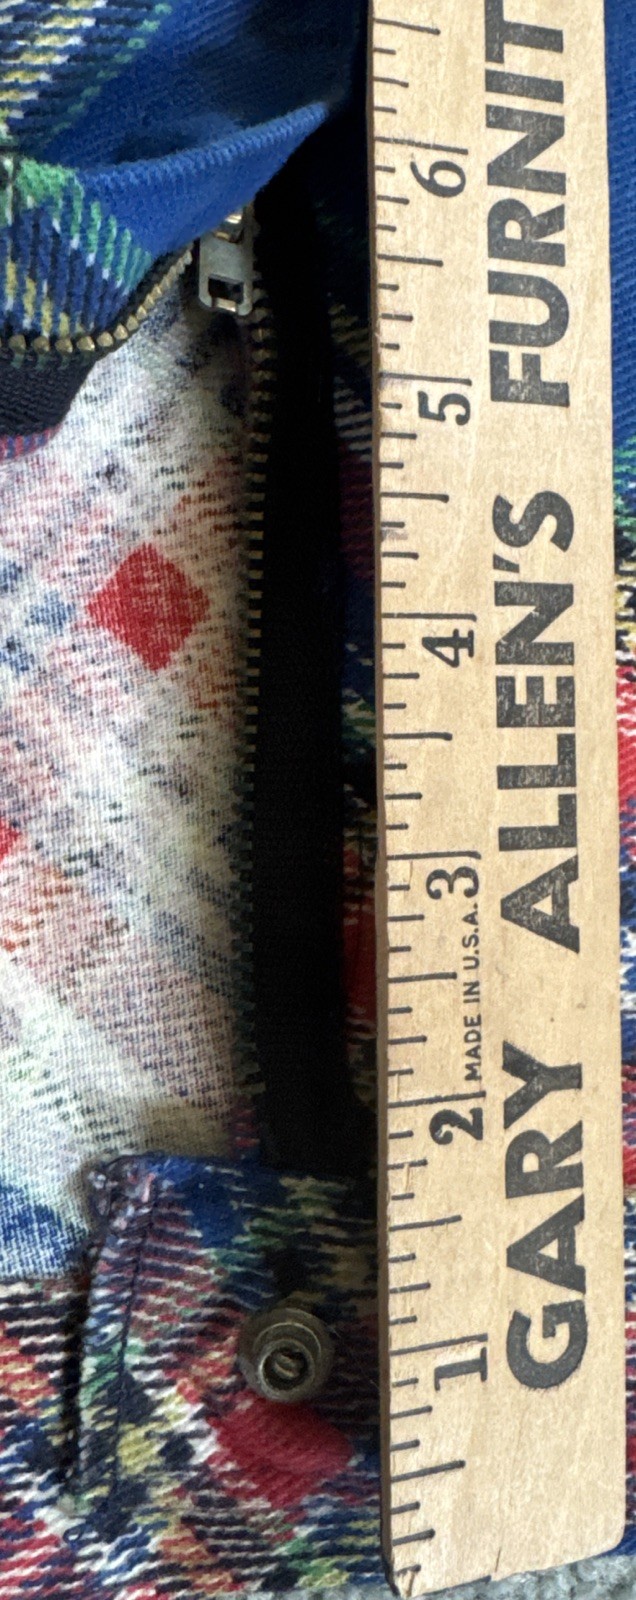 GARY ALLEN'S FURNIT
MADE IN U.S.A.
1 2 3 4 5 6